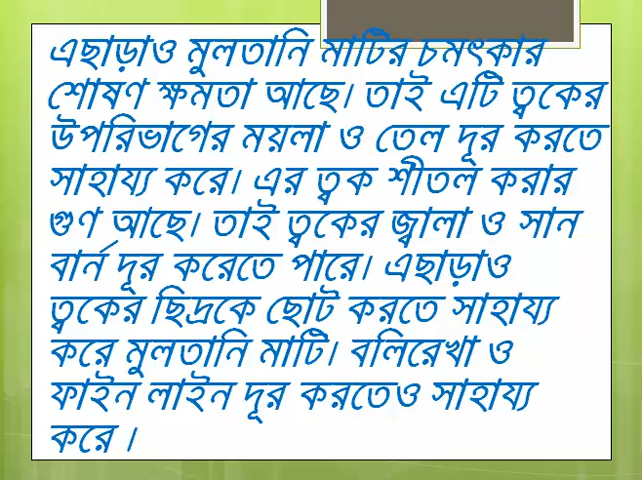 এছাড়াও মুলতানি মাটির চমৎকার
শোষণ ক্ষমতা আছে। তাই এটি ত্বকের
উপরিভাগের ময়লা ও তেল দূর করতে
সাহায্য করে। এর ত্বক শীতল করার
গুণ আছে। তাই ত্বকের জ্বালা ও সান
বার্ন দূর করেতে পারে। এছাড়াও
ত্বকের ছিদ্রকে ছোট করতে সাহায্য
করে মুলতানি মাটি। বলিরেখা ও
ফাইন লাইন দূর করতেও সাহায্য
করে ।